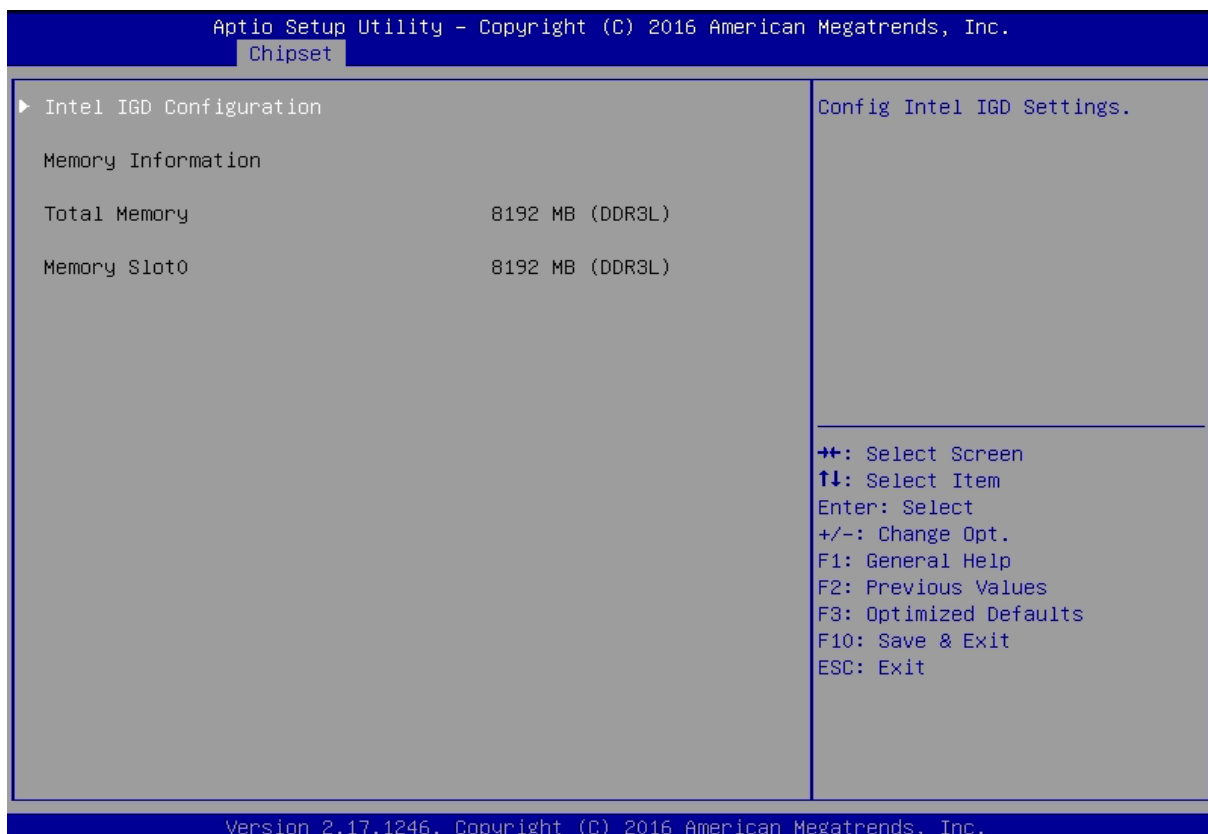 Aptio Setup Utility – Copyright (C) 2016 American Megatrends, Inc.
Chipset
Intel IGD Configuration
Memory Information
Total Memory 8192 MB (DDR3L)
Memory Slot0 8192 MB (DDR3L)
Config Intel IGD Settings.
→←: Select Screen
↑↓: Select Item
Enter: Select
+/-: Change Opt.
F1: General Help
F2: Previous Values
F3: Optimized Defaults
F10: Save & Exit
ESC: Exit
Version 2.17.1246. Copyright (C) 2016 American Megatrends, Inc.